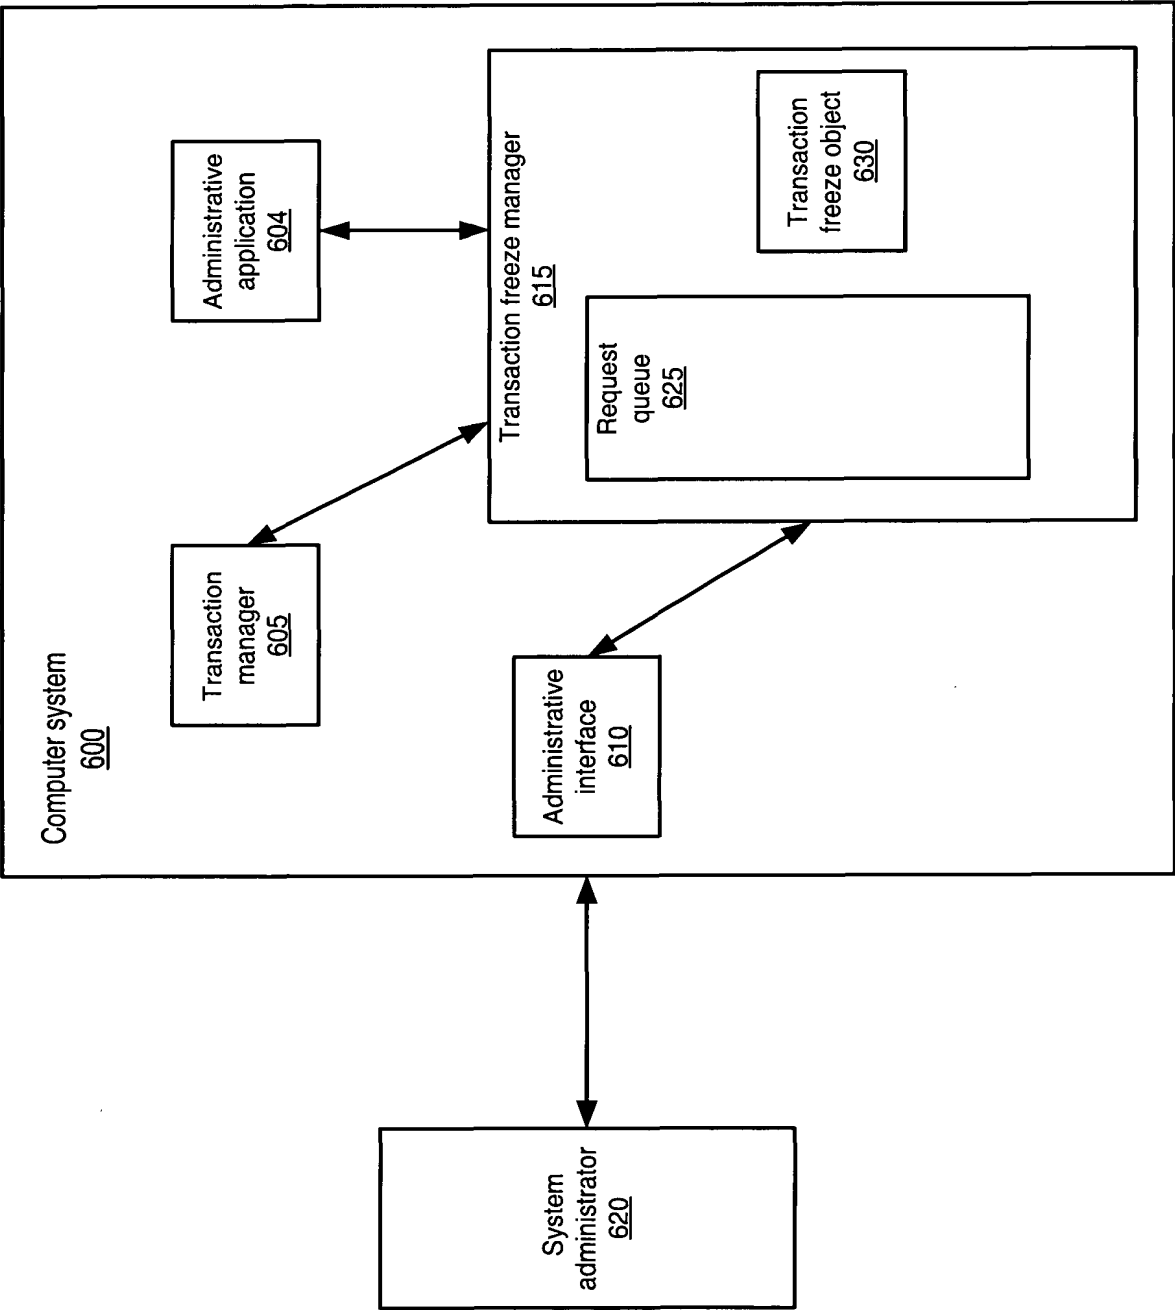 Computer system
600
Transaction
manager
605
Administrative
application
604
Administrative
interface
610
Transaction freeze manager
615
Request
queue
625
Transaction
freeze object
630
System
administrator
620